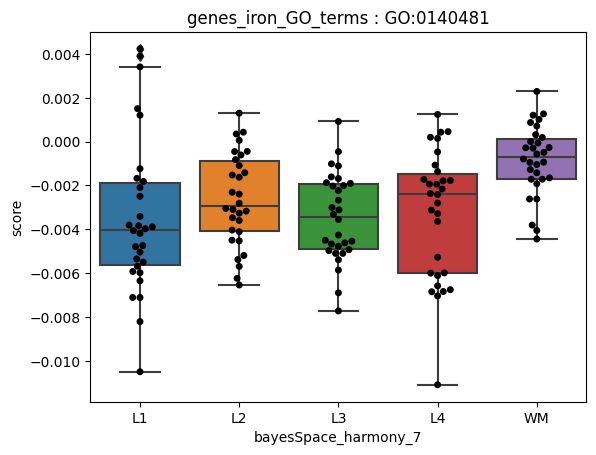 genes_iron_GO_terms : GO:0140481
score
0.004
0.002
0.000
−0.002
−0.004
−0.006
−0.008
−0.010
L1 L2 L3 L4 WM
bayesSpace_harmony_7